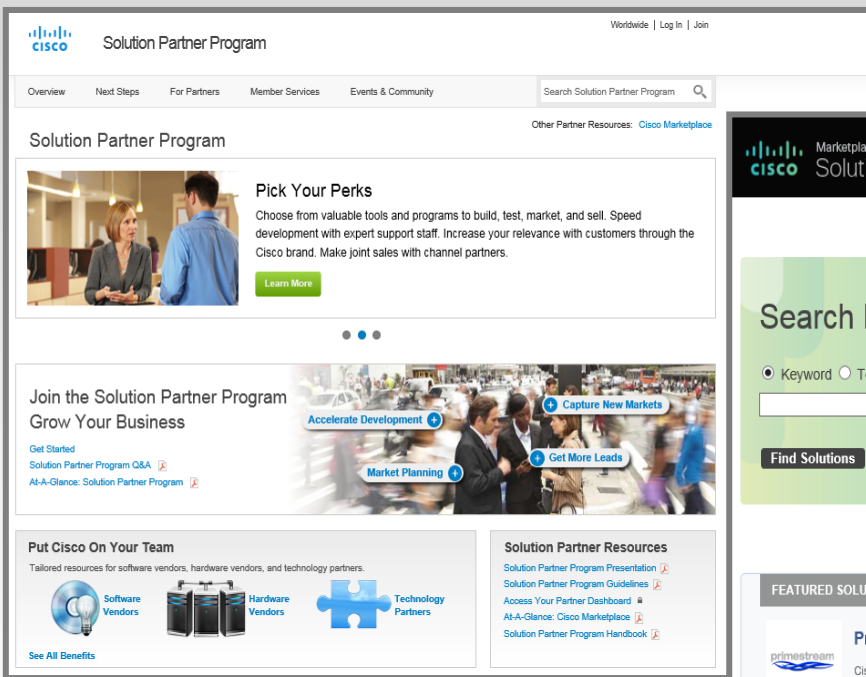 CISCO
Solution Partner Program
Worldwide | Log In | Join
Overview Next Steps For Partners Member Services Events & Community
Search Solution Partner Program
Other Partner Resources: Cisco Marketplace
Solution Partner Program
Pick Your Perks
Choose from valuable tools and programs to build, test, market, and sell. Speed
development with expert support staff. Increase your relevance with customers through the
Cisco brand. Make joint sales with channel partners.
Learn More
Join the Solution Partner Program
Grow Your Business
Get Started
Solution Partner Program Q&A
At-A-Glance: Solution Partner Program
Accelerate Development
Capture New Markets
Get More Leads
Market Planning
Put Cisco On Your Team
Tailored resources for software vendors, hardware vendors, and technology partners.
Software
Vendors
Hardware
Vendors
Technology
Partners
See All Benefits
Solution Partner Resources
Solution Partner Program Presentation
Solution Partner Program Guidelines
Access Your Partner Dashboard
At-A-Glance: Cisco Marketplace
Solution Partner Program Handbook
CISCO
Marketpla
Solut
Search
Keyword
Find Solutions
FEATURED SOLU
primestream